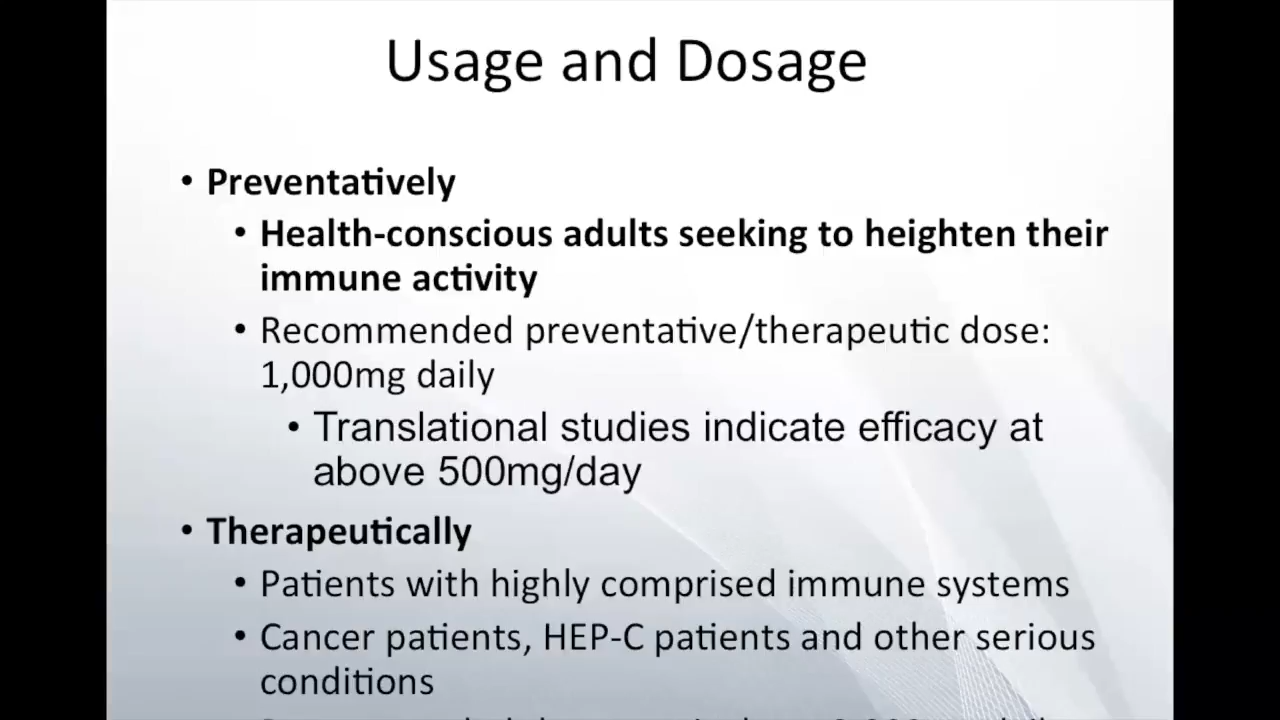 Usage and Dosage
• Preventatively
• Health-conscious adults seeking to heighten their
immune activity
• Recommended preventative/therapeutic dose:
1,000mg daily
• Translational studies indicate efficacy at
above 500mg/day
• Therapeutically
• Patients with highly comprised immune systems
• Cancer patients, HEP-C patients and other serious
conditions